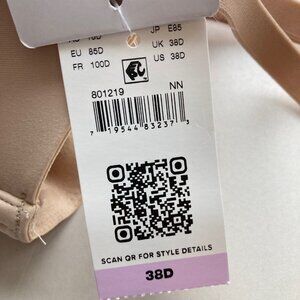 JP E85
EU 85D UK 38D
FR 100D US 38D
801219 NN
7 19544 83237 3
SCAN QR FOR STYLE DETAILS
38D